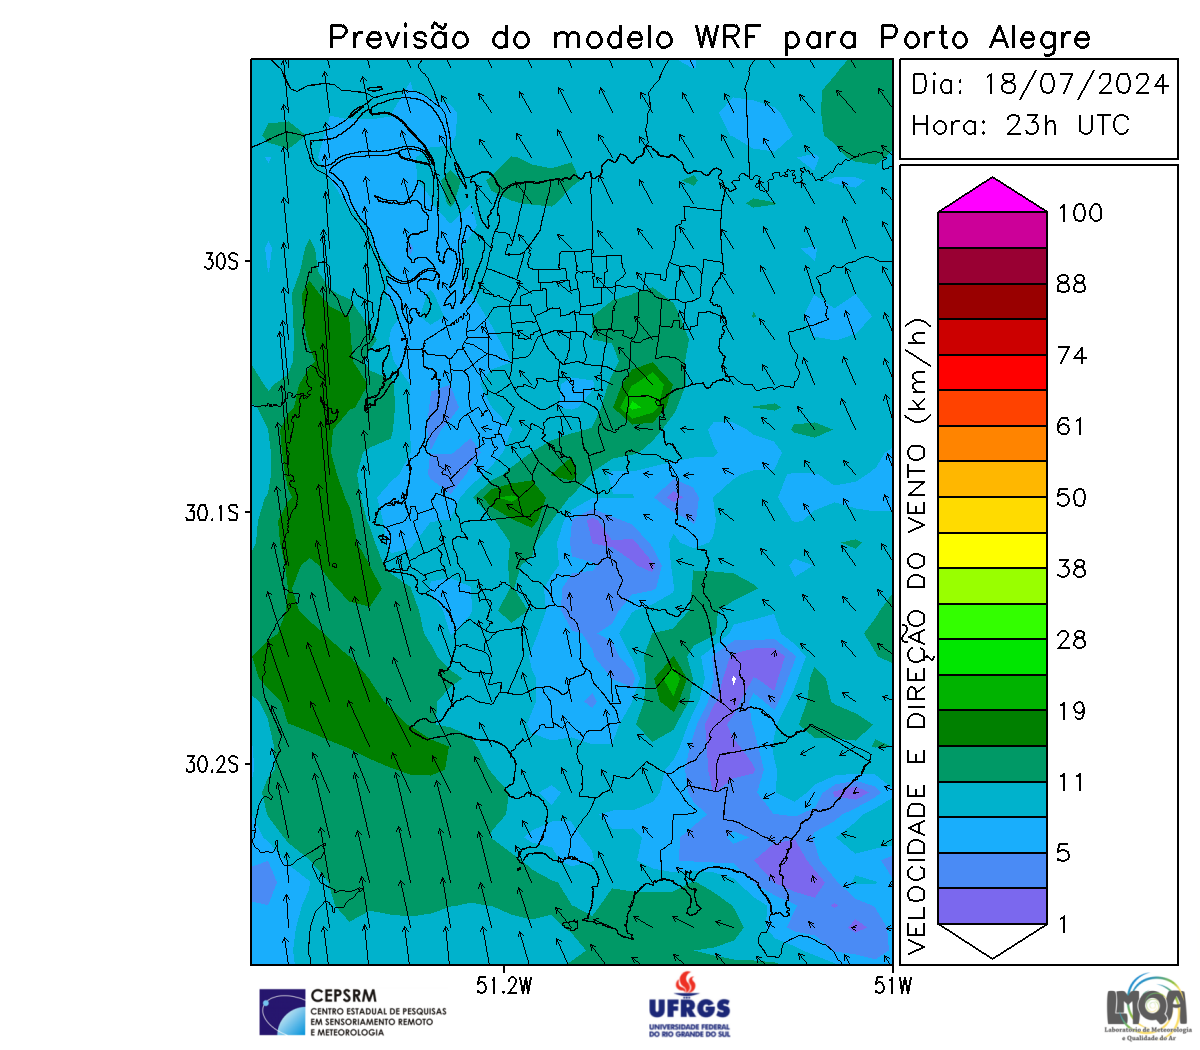 Previsão do modelo WRF para Porto Alegre
Dia: 18/07/2024
Hora: 23h UTC
VELOCIDADE E DIREÇÃO DO VENTO (km/h)
100
88
74
61
50
38
28
19
11
5
1
30S
30.1S
30.2S
51.2W
51W
CEPSRM
CENTRO ESTADUAL DE PESQUISAS
EM SENSORIAMENTO REMOTO
E METEOROLOGIA
UFRGS
UNIVERSIDADE FEDERAL
DO RIO GRANDE DO SUL
LMQA
Laboratório de Meteorologia
e Qualidade do Ar